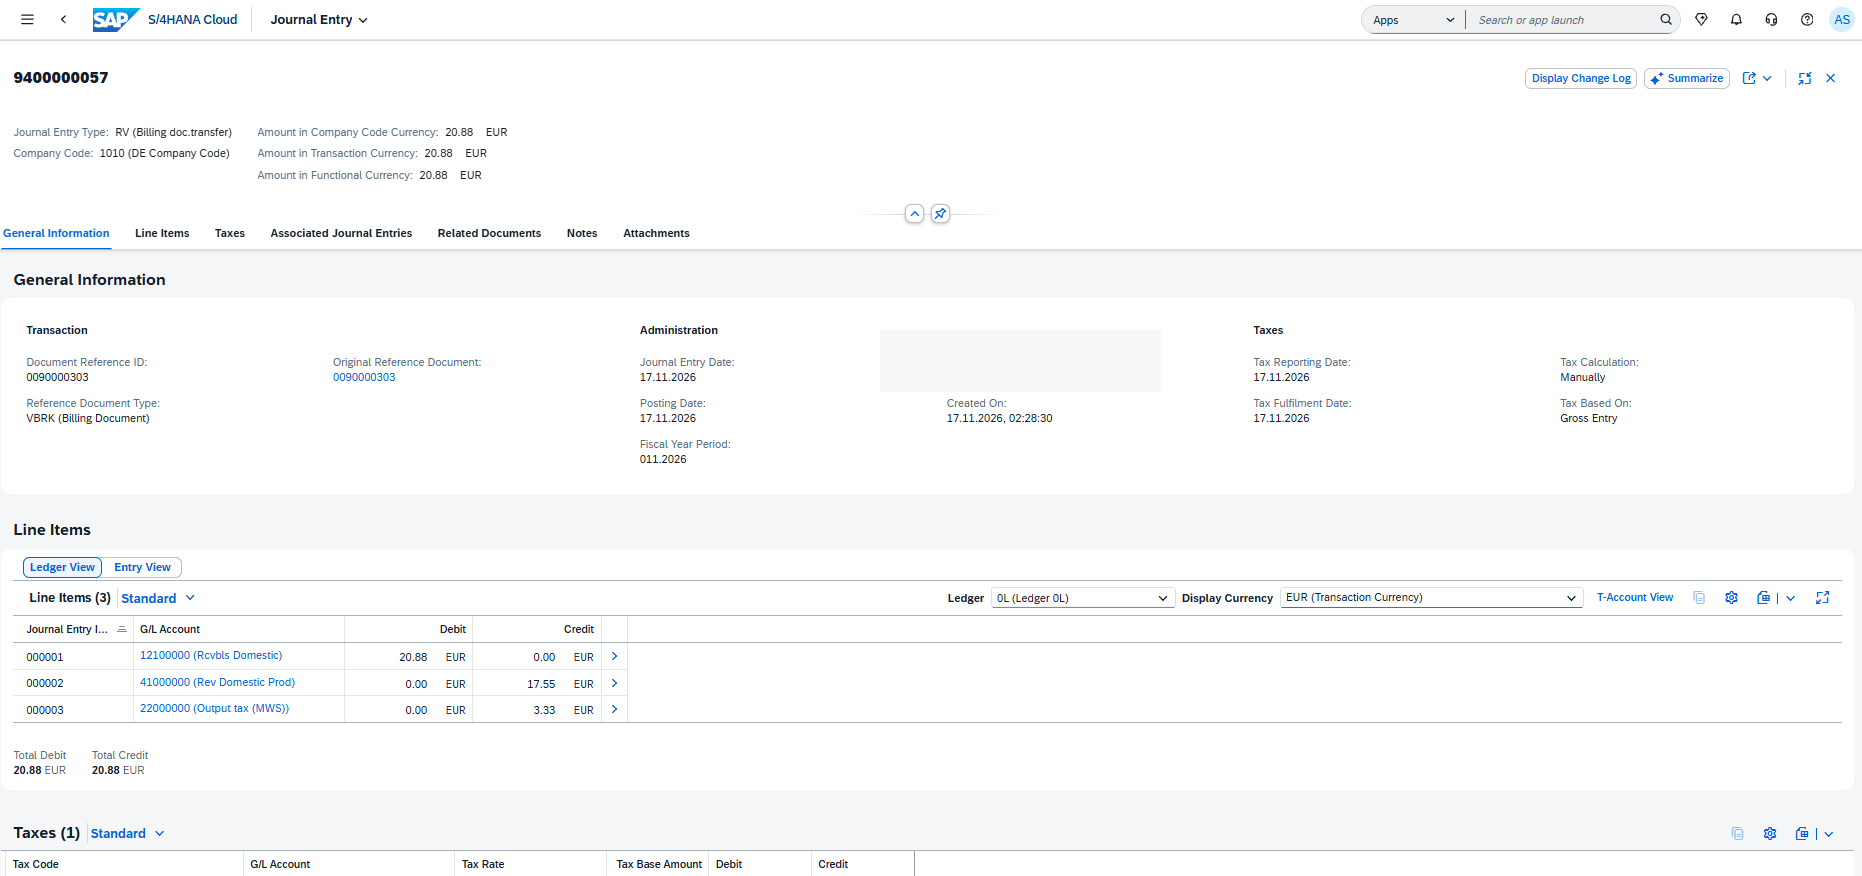 SAP S/4HANA Cloud Journal Entry Apps Search or app launch AS
9400000057 Display Change Log Summarize
Journal Entry Type: RV (Billing doc.transfer) Amount in Company Code Currency: 20.88 EUR
Company Code: 1010 (DE Company Code) Amount in Transaction Currency: 20.88 EUR
Amount in Functional Currency: 20.88 EUR
General Information Line Items Taxes Associated Journal Entries Related Documents Notes Attachments
General Information
Transaction Administration Taxes
Document Reference ID: Original Reference Document: Journal Entry Date: Tax Reporting Date: Tax Calculation:
0090000303 0090000303 17.11.2026 17.11.2026 Manually
Reference Document Type: Posting Date: Created On: Tax Fulfilment Date: Tax Based On:
VBRK (Billing Document) 17.11.2026 17.11.2026, 02:28:30 17.11.2026 Gross Entry
Fiscal Year Period:
011.2026
Line Items
Ledger View Entry View
Line Items (3) Standard Ledger 0L (Ledger 0L) Display Currency EUR (Transaction Currency) T-Account View
Journal Entry I... G/L Account Debit Credit
000001 12100000 (Rcvbls Domestic) 20.88 EUR 0.00 EUR
000002 41000000 (Rev Domestic Prod) 0.00 EUR 17.55 EUR
000003 22000000 (Output tax (MWS)) 0.00 EUR 3.33 EUR
Total Debit Total Credit
20.88 EUR 20.88 EUR
Taxes (1) Standard
Tax Code G/L Account Tax Rate Tax Base Amount Debit Credit